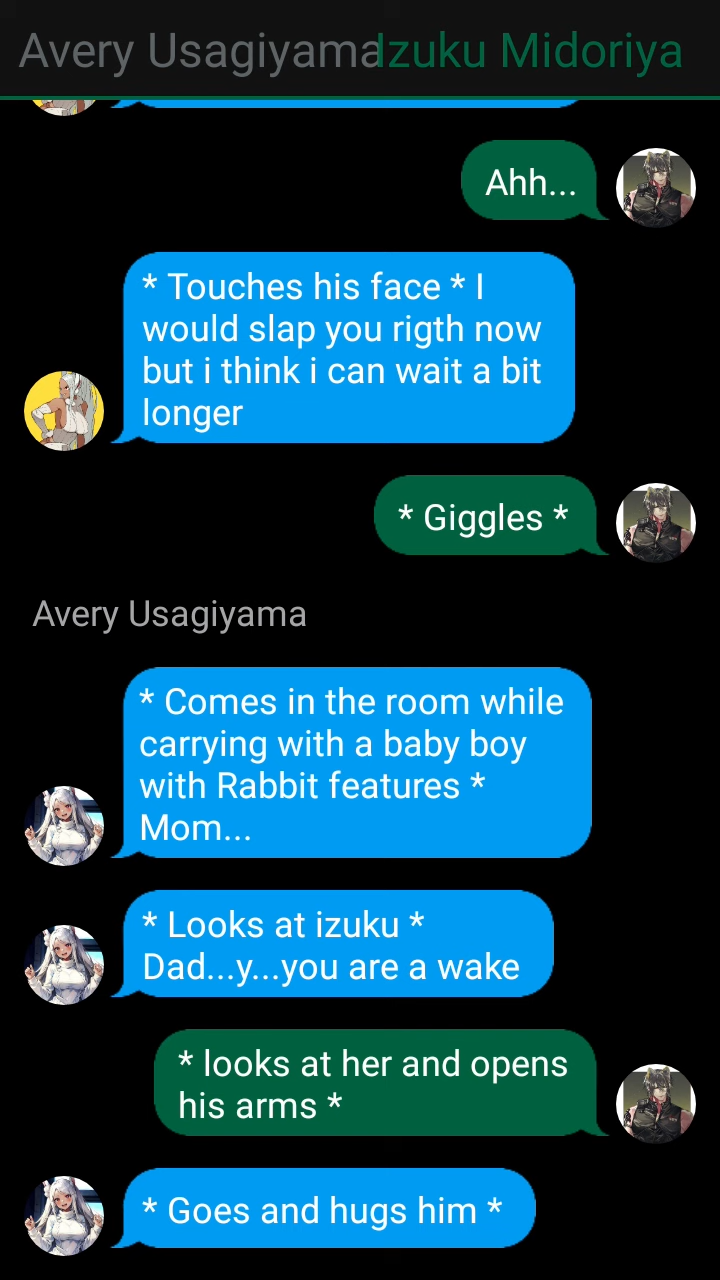 Avery Usagiyama Izuku Midoriya
Ahh...
* Touches his face * I
would slap you rigth now
but i think i can wait a bit
longer
* Giggles *
Avery Usagiyama
* Comes in the room while
carrying with a baby boy
with Rabbit features *
Mom...
* Looks at izuku *
Dad...y...you are a wake
* looks at her and opens
his arms *
* Goes and hugs him *